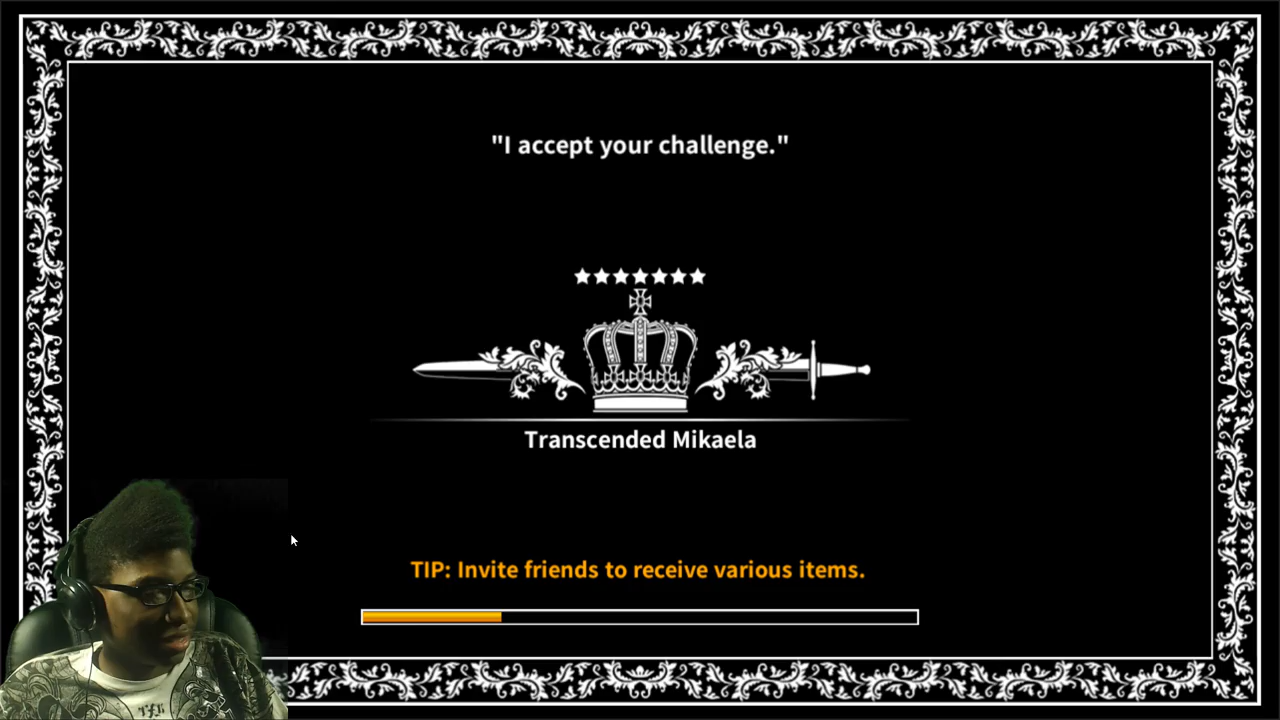 "I accept your challenge."
Transcended Mikaela
TIP: Invite friends to receive various items.